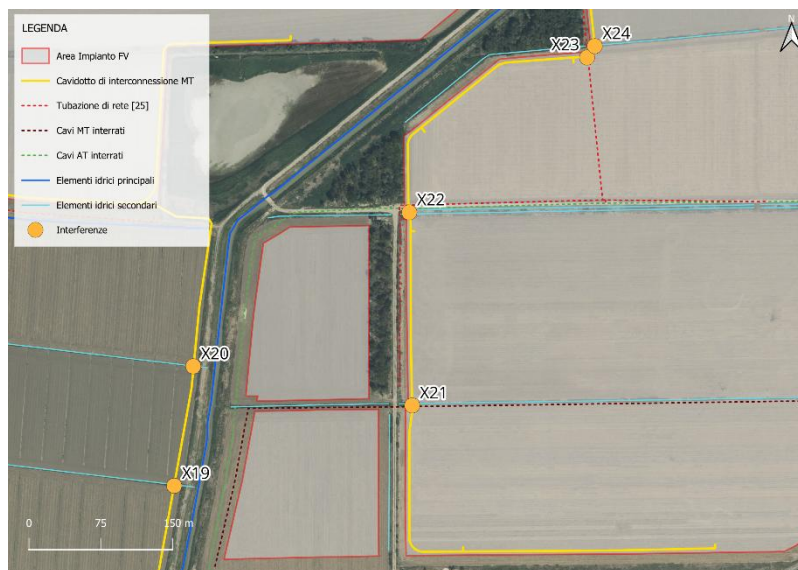 LEGENDA
Area Impianto FV
Cavidotto di interconnessione MT
Tubazione di rete [25]
Cavi MT interrati
Cavi AT interrati
Elementi idrici principali
Elementi idrici secondari
Interferenze
N
X24
X23
X22
X20
X21
X19
0 75 150 m